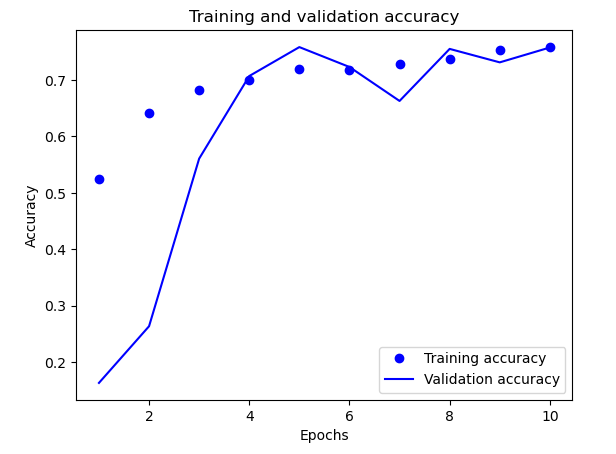 Training and validation accuracy
Accuracy
0.7
0.6
0.5
0.4
0.3
0.2
Training accuracy
Validation accuracy
2 4 6 8 10
Epochs